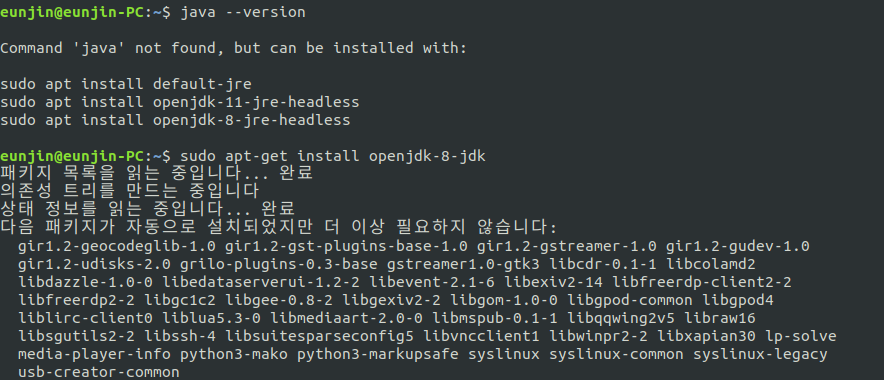 eunjin@eunjin-PC:~$ java --version
Command 'java' not found, but can be installed with:
sudo apt install default-jre
sudo apt install openjdk-11-jre-headless
sudo apt install openjdk-8-jre-headless
eunjin@eunjin-PC:~$ sudo apt-get install openjdk-8-jdk
패키지 목록을 읽는 중입니다... 완료
의존성 트리를 만드는 중입니다
상태 정보를 읽는 중입니다... 완료
다음 패키지가 자동으로 설치되었지만 더 이상 필요하지 않습니다:
gir1.2-geocodeglib-1.0 gir1.2-gst-plugins-base-1.0 gir1.2-gstreamer-1.0 gir1.2-gudev-1.0
gir1.2-udisks-2.0 grilo-plugins-0.3-base gstreamer1.0-gtk3 libcdr-0.1-1 libcolamd2
libdazzle-1.0-0 libedataserverui-1.2-2 libevent-2.1-6 libexiv2-14 libfreerdp-client2-2
libfreerdp2-2 libgc1c2 libgee-0.8-2 libgexiv2-2 libgom-1.0-0 libgpod-common libgpod4
liblirc-client0 liblua5.3-0 libmediaart-2.0-0 libmspub-0.1-1 libqqwing2v5 libraw16
libsgutils2-2 libssh-4 libsuitesparseconfig5 libvncclient1 libwinpr2-2 libxapian30 lp-solve
media-player-info python3-mako python3-markupsafe syslinux syslinux-common syslinux-legacy
usb-creator-common